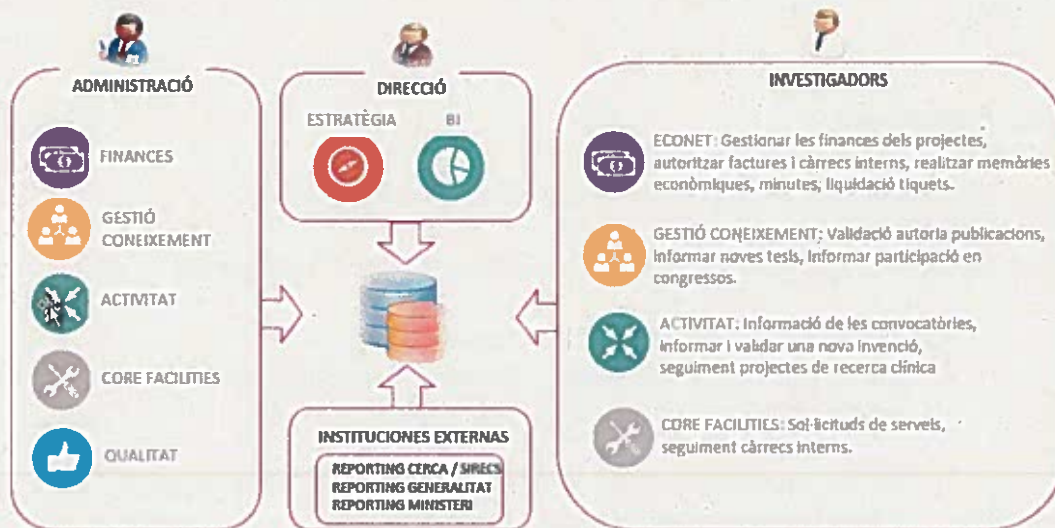 ADMINISTRACIÓ
FINANCES
GESTIÓ
CONEIXEMENT
ACTIVITAT
CORE FACILITIES
QUALITAT
DIRECCIÓ
ESTRATÈGIA
BI
INSTITUCIONES EXTERNAS
REPORTING CERCA / SIRECS
REPORTING GENERALITAT
REPORTING MINISTERI
INVESTIGADORS
ECONET: Gestionar les finances dels projectes,
autoritzar factures i càrrecs interns, realitzar memòries
econòmiques, minutes, liquidació tiquets.
GESTIÓ CONEIXEMENT: Validació autoria publicacions,
informar noves tesis, informar participació en
congressos.
ACTIVITAT: Informació de les convocatòries,
informar i validar una nova invenció,
seguiment projectes de recerca clínica
CORE FACILITIES: Sol·licituds de serveis,
seguiment càrrecs interns.